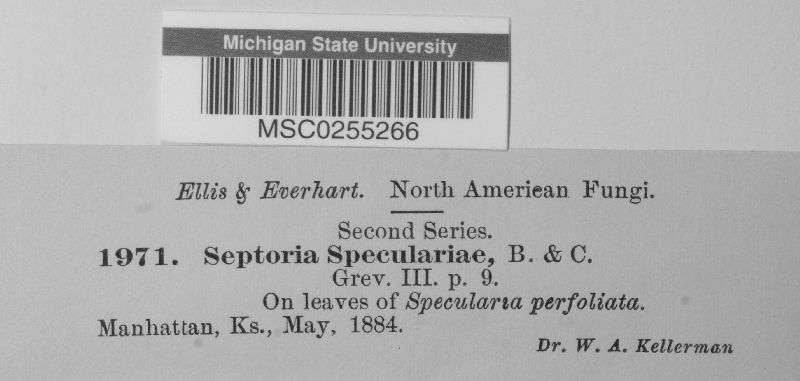 Michigan State University
MSC0255266
Ellis & Everhart. North American Fungi.
Second Series.
1971. Septoria Speculariae, B. & C.
Grev. III. p. 9.
On leaves of Specularia perfoliata.
Manhattan, Ks., May, 1884.
Dr. W. A. Kellerman